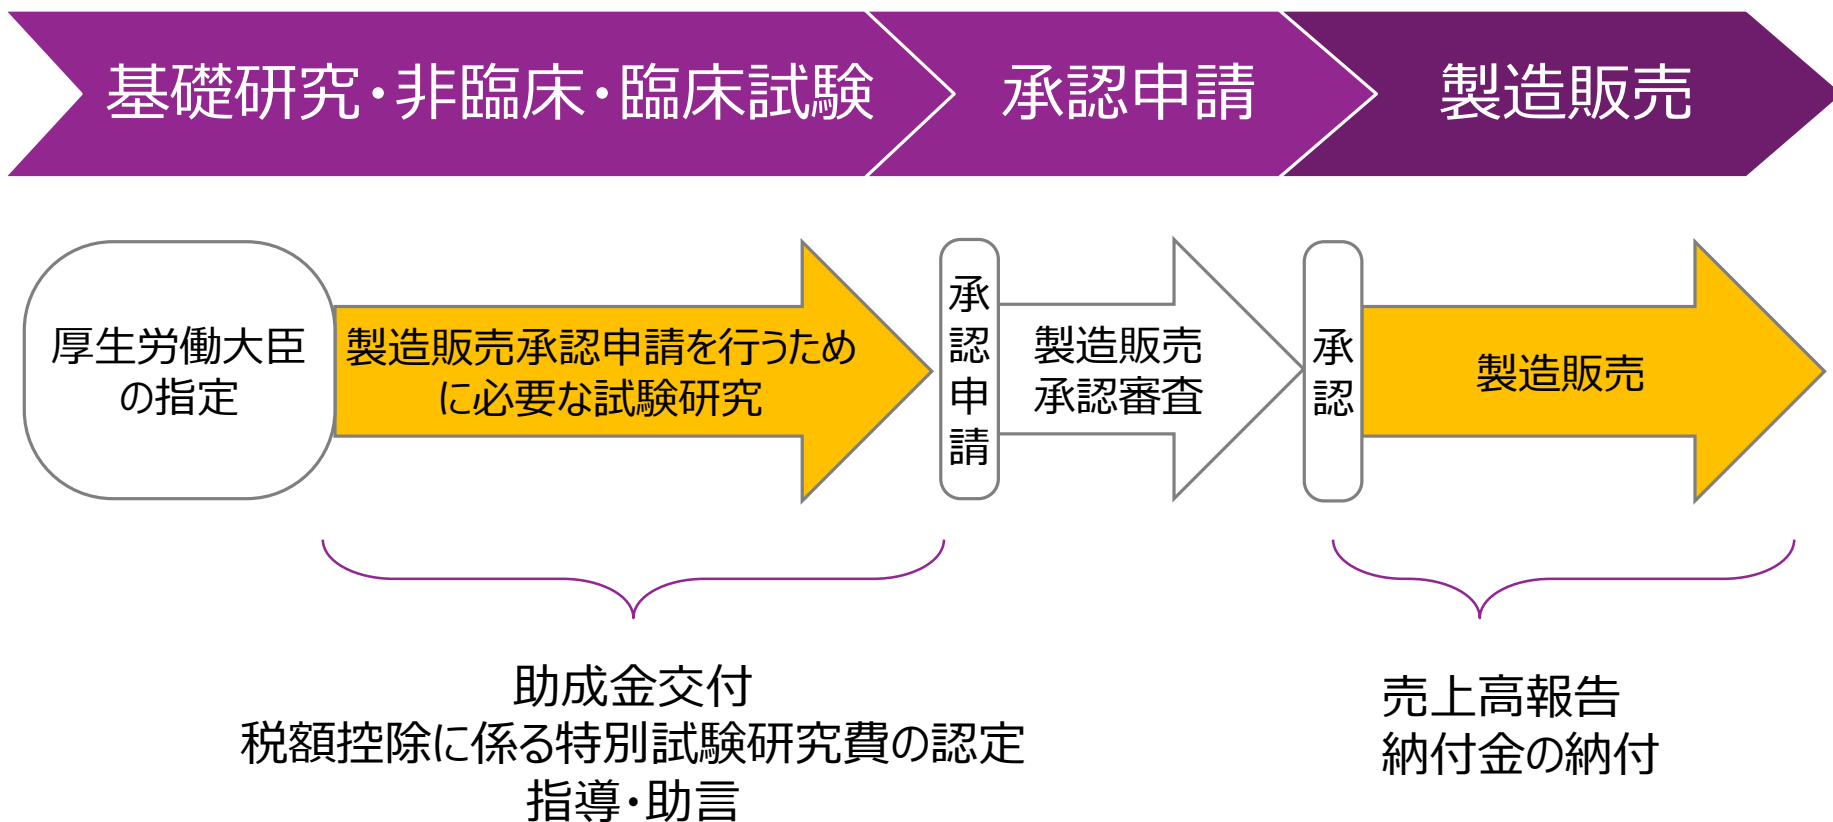 基礎研究・非臨床・臨床試験
承認申請
製造販売
厚生労働大臣
の指定
製造販売承認申請を行うため
に必要な試験研究
承認申請
製造販売
承認審査
承認
製造販売
助成金交付
税額控除に係る特別試験研究費の認定
指導・助言
売上高報告
納付金の納付